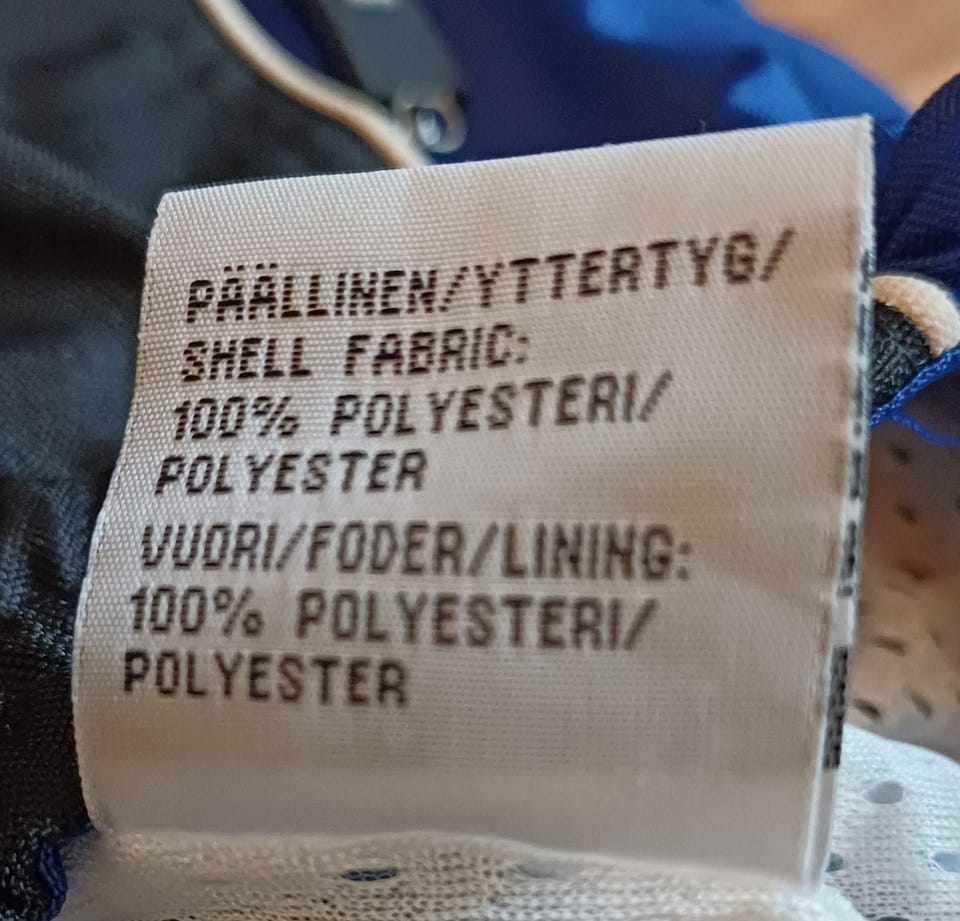 PÄÄLLINEN/YTTERTYG/
SHELL FABRIC:
100% POLYESTERI/
POLYESTER
VUORI/FODER/LINING:
100% POLYESTERI/
POLYESTER